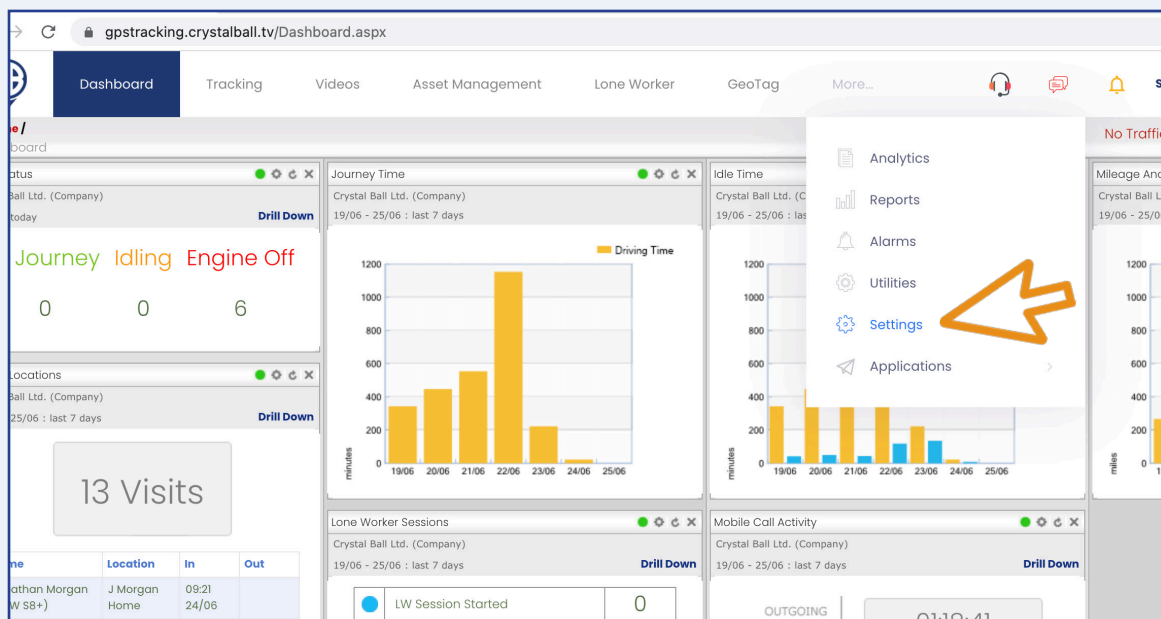 gpstracking.crystalball.tv/Dashboard.aspx
Dashboard
Tracking
Videos
Asset Management
Lone Worker
GeoTag
More...
No Traffi
board
Analytics
Reports
Alarms
Utilities
Settings
Applications
atus
Ball Ltd. (Company)
today
Drill Down
Journey Idling Engine Off
0 0 6
Journey Time
Crystal Ball Ltd. (Company)
19/06 - 25/06 : last 7 days
Driving Time
1200
1000
800
600
400
200
0
minutes
19/06 20/06 21/06 22/06 23/06 24/06 25/06
Idle Time
Crystal Ball Ltd. (C
19/06 - 25/06 : las
1200
1000
800
600
400
200
0
minutes
19/06 20/06 21/06 22/06 23/06 24/06 25/06
Mileage Ana
Crystal Ball L
19/06 - 25/0
1200
1000
800
600
400
200
0
miles
Locations
Ball Ltd. (Company)
25/06 : last 7 days
Drill Down
13 Visits
me Location In Out
athan Morgan J Morgan 09:21
W S8+) Home 24/06
Lone Worker Sessions
Crystal Ball Ltd. (Company)
19/06 - 25/06 : last 7 days
Drill Down
LW Session Started 0
Mobile Call Activity
Crystal Ball Ltd. (Company)
19/06 - 25/06 : last 7 days
Drill Down
OUTGOING